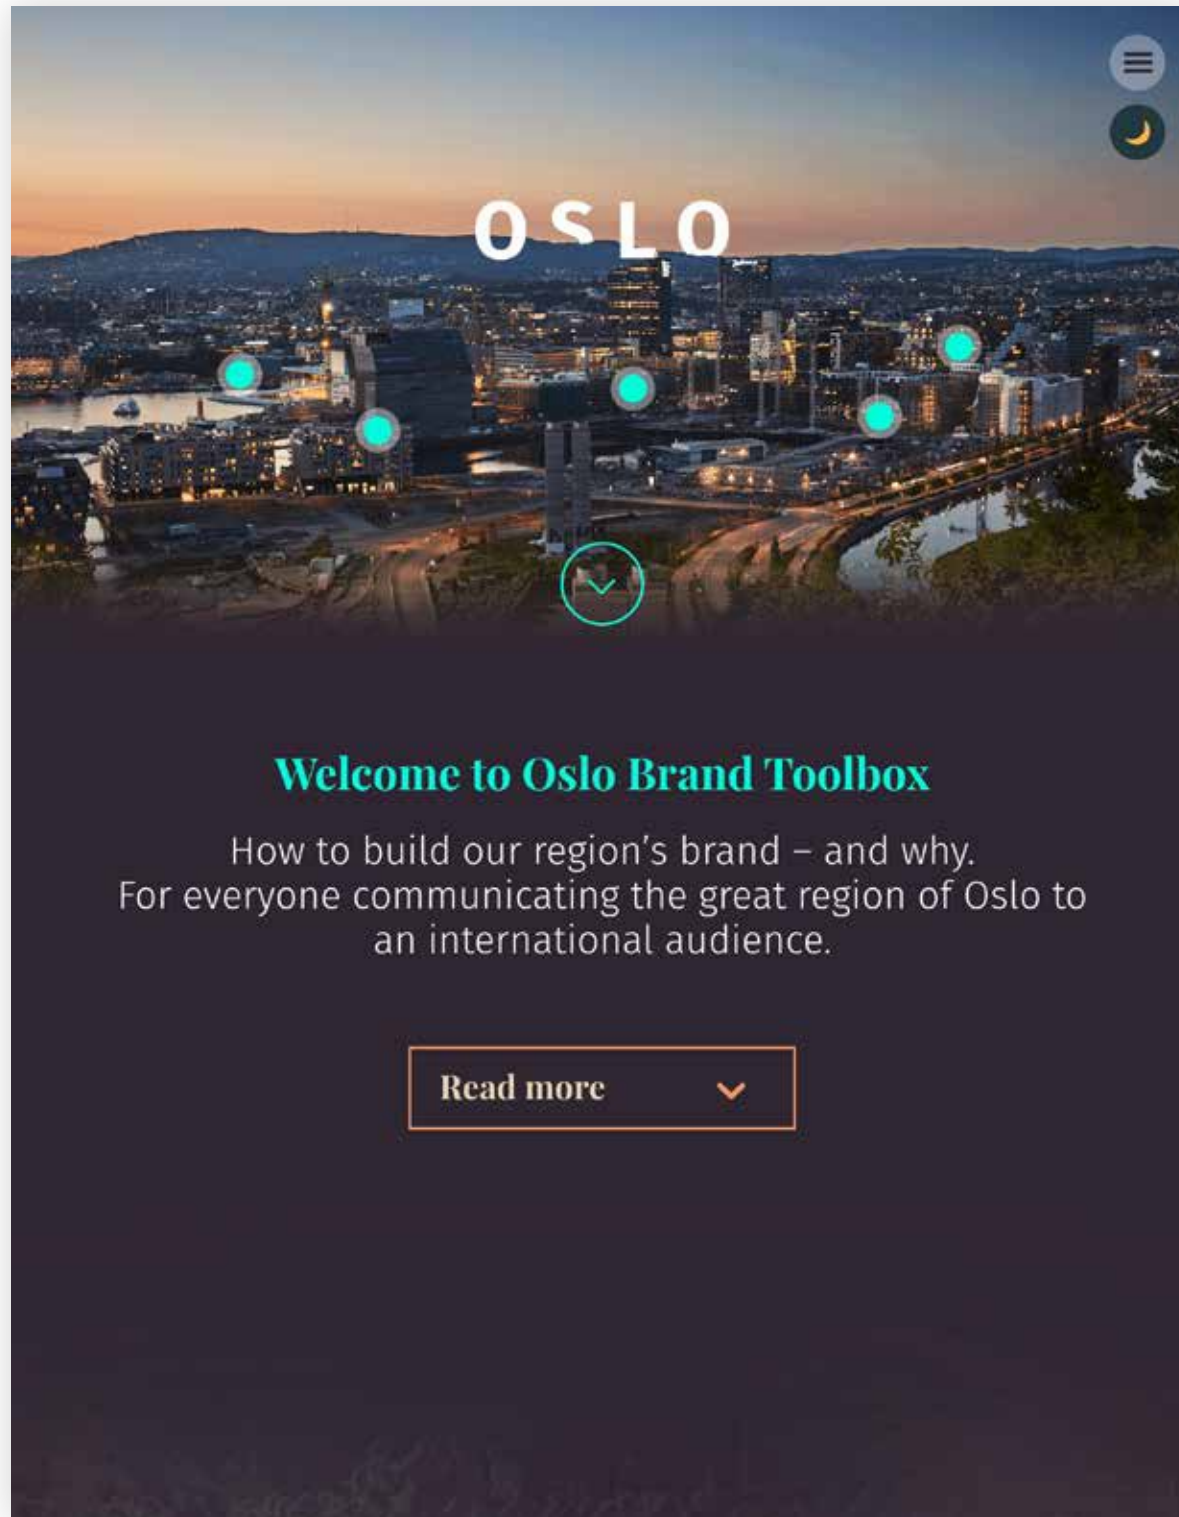 OSLO
Welcome to Oslo Brand Toolbox
How to build our region's brand – and why.
For everyone communicating the great region of Oslo to
an international audience.
Read more